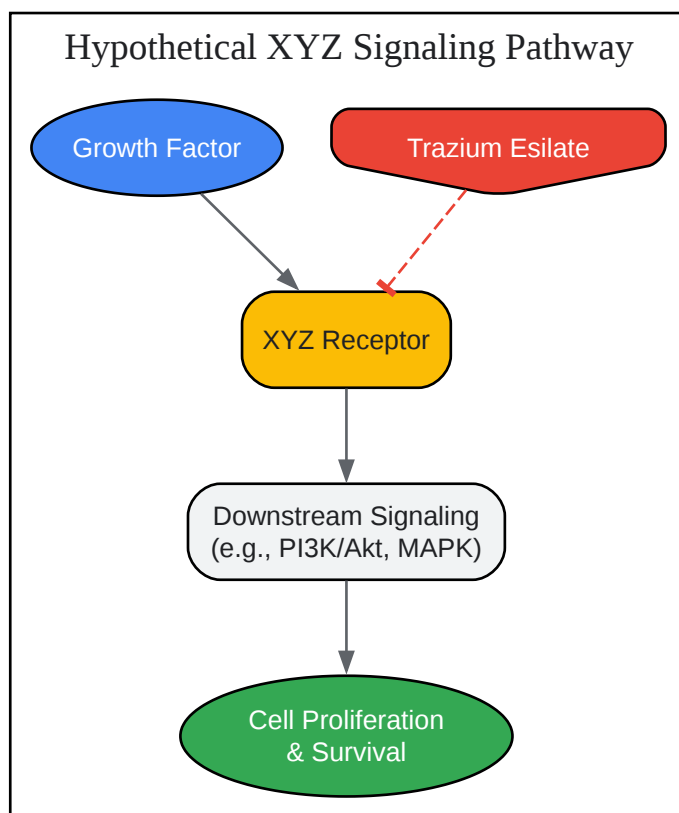 Hypothetical XYZ Signaling Pathway
Growth Factor
Trazium Esilate
XYZ Receptor
Downstream Signaling
(e.g., PI3K/Akt, MAPK)
Cell Proliferation
& Survival